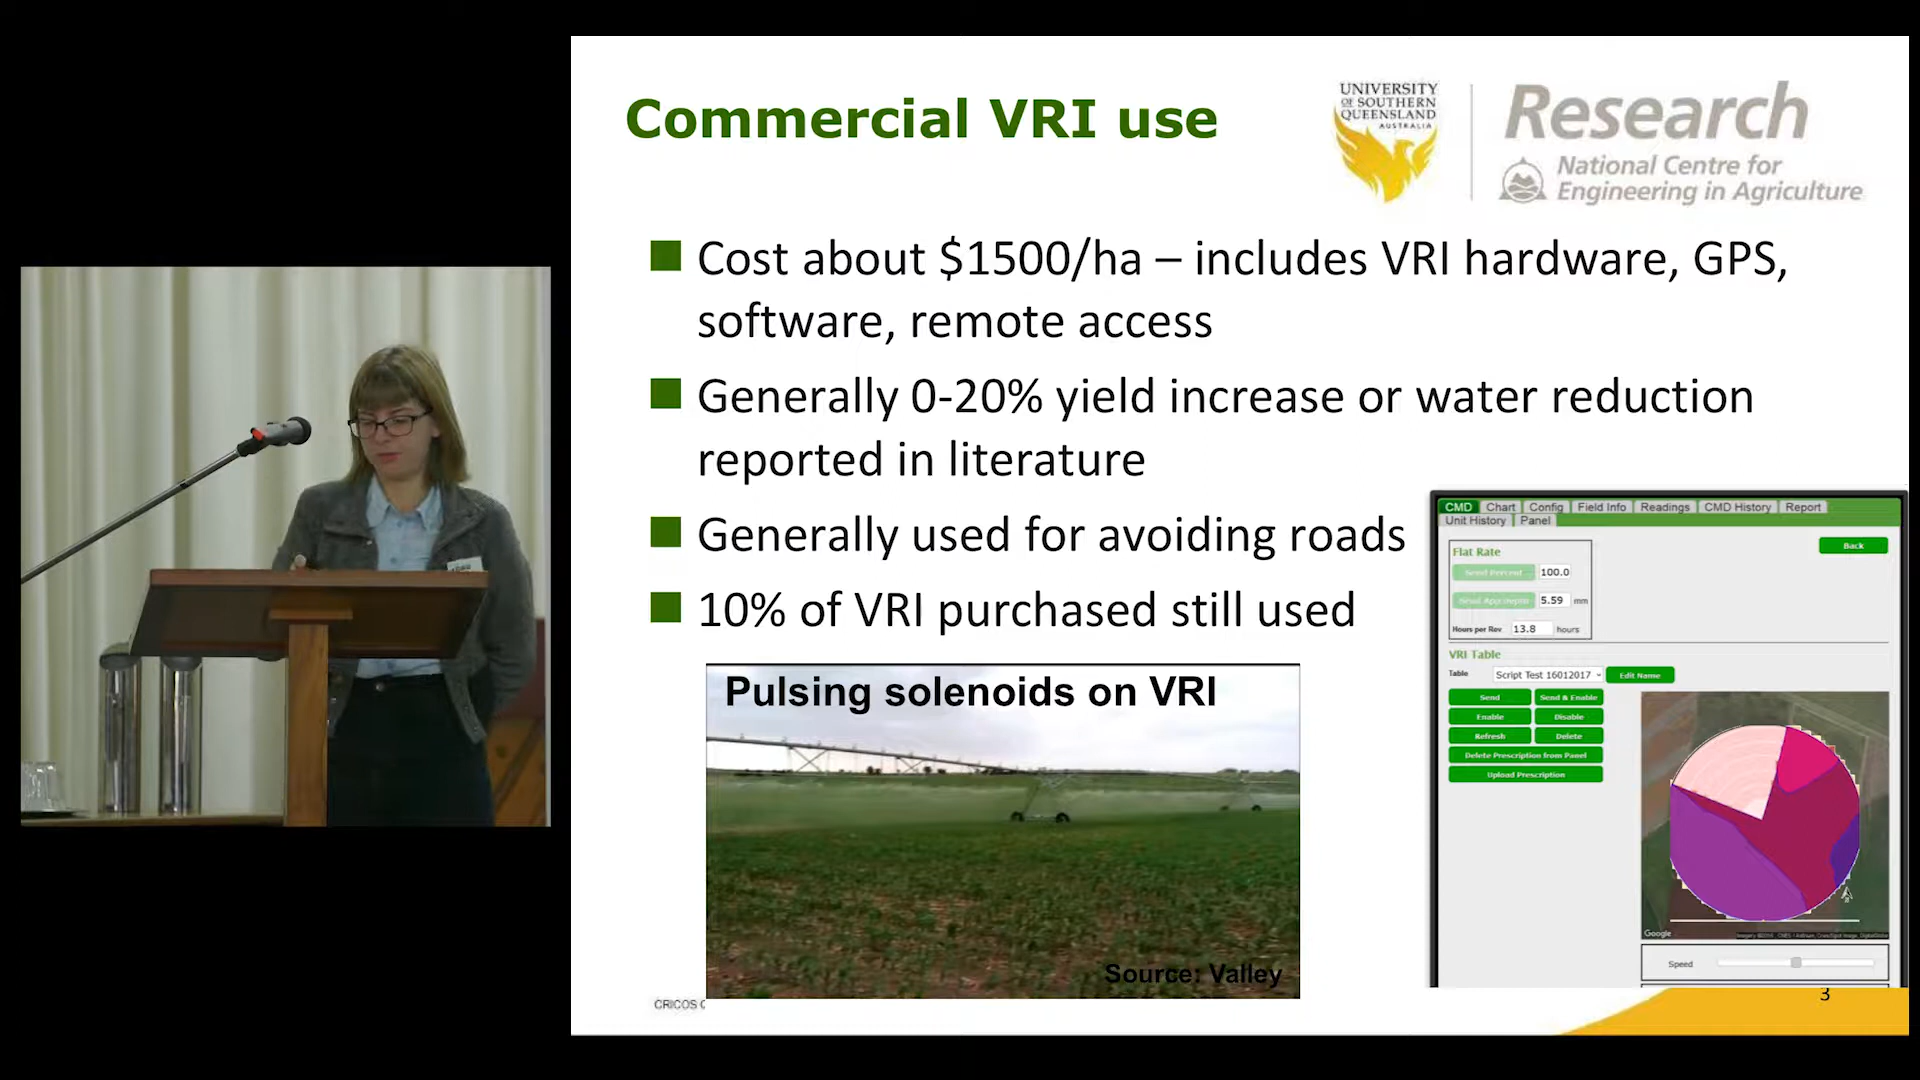 Commercial VRI use
UNIVERSITY
OF SOUTHERN
QUEENSLAND
AUSTRALIA
Research
National Centre for
Engineering in Agriculture
Cost about $1500/ha – includes VRI hardware, GPS,
software, remote access
Generally 0-20% yield increase or water reduction
reported in literature
Generally used for avoiding roads
10% of VRI purchased still used
Pulsing solenoids on VRI
Source: Valley
CMD Chart Config Field Info Readings CMD History Report
Unit History Panel
Back
Flat Rate
Send Percent 100.0
5.59 mm
Hours per Rev 13.8 hours
VRI Table
Table Script Test 16012017 Edit Name
Send Send & Enable
Enable Disable
Refresh Delete
Delete Prescription from Panel
Upload Prescription
Google
Speed
CRICOS
3